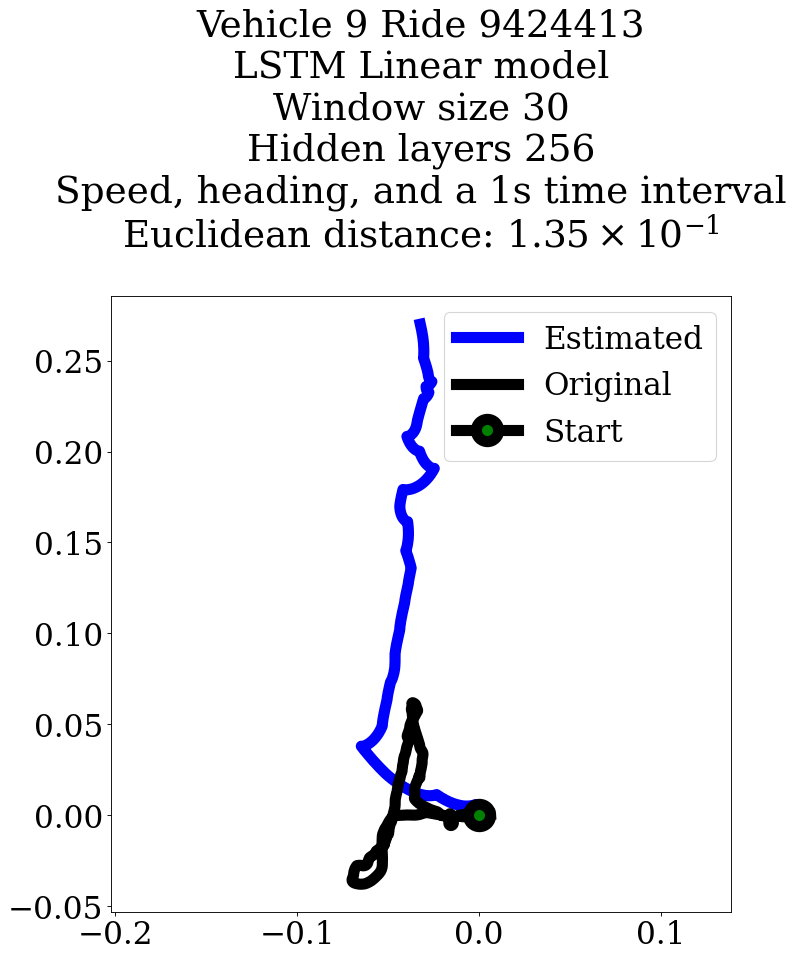 Vehicle 9 Ride 9424413
LSTM Linear model
Window size 30
Hidden layers 256
Speed, heading, and a 1s time interval
Euclidean distance: 1.35 × 10⁻¹
Estimated
Original
Start
0.25
0.20
0.15
0.10
0.05
0.00
−0.05
−0.2
−0.1
0.0
0.1